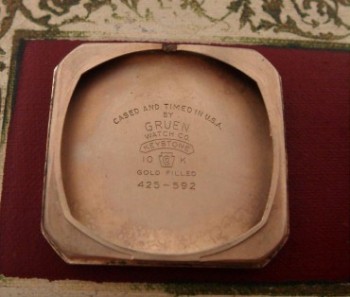 CASED AND TIMED IN U.S.A.
BY
GRUEN
WATCH CO.
KEYSTONE
10 K
GOLD FILLED
425-592